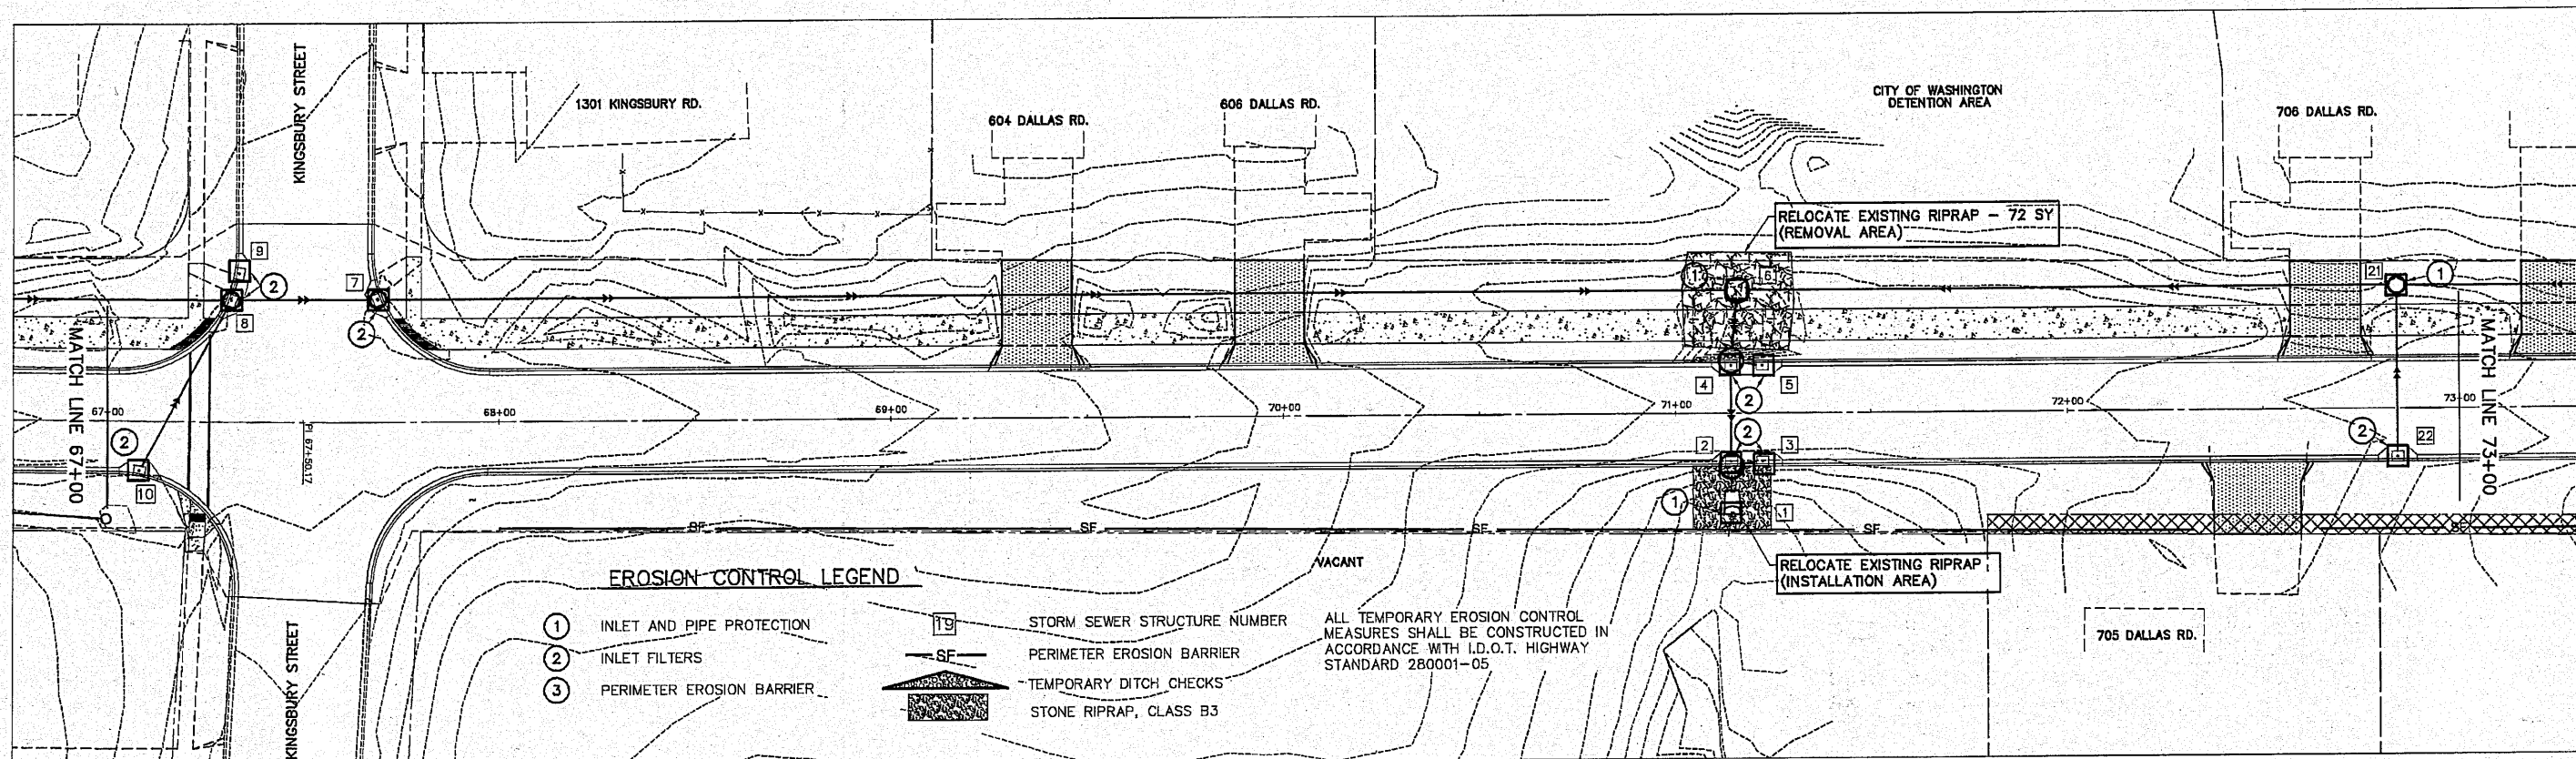 KINGSBURY STREET
1301 KINGSBURY RD.
604 DALLAS RD.
606 DALLAS RD.
CITY OF WASHINGTON
DETENTION AREA
706 DALLAS RD.
RELOCATE EXISTING RIPRAP - 72 SY
(REMOVAL AREA)
9
2
7
8
2
1
6
21
1
MATCH LINE 67+00
67+00
68+00
69+00
70+00
71+00
72+00
73+00
MATCH LINE 73+00
PI 67+50.17
4
5
2
2
2
3
2
10
2
22
1
1
SF
SF
SF
SF
SF
VACANT
RELOCATE EXISTING RIPRAP
(INSTALLATION AREA)
705 DALLAS RD.
KINGSBURY STREET
EROSION CONTROL LEGEND
1 INLET AND PIPE PROTECTION
2 INLET FILTERS
3 PERIMETER EROSION BARRIER
19 STORM SEWER STRUCTURE NUMBER
SF PERIMETER EROSION BARRIER
TEMPORARY DITCH CHECKS
STONE RIPRAP, CLASS B3
ALL TEMPORARY EROSION CONTROL
MEASURES SHALL BE CONSTRUCTED IN
ACCORDANCE WITH I.D.O.T. HIGHWAY
STANDARD 280001-05